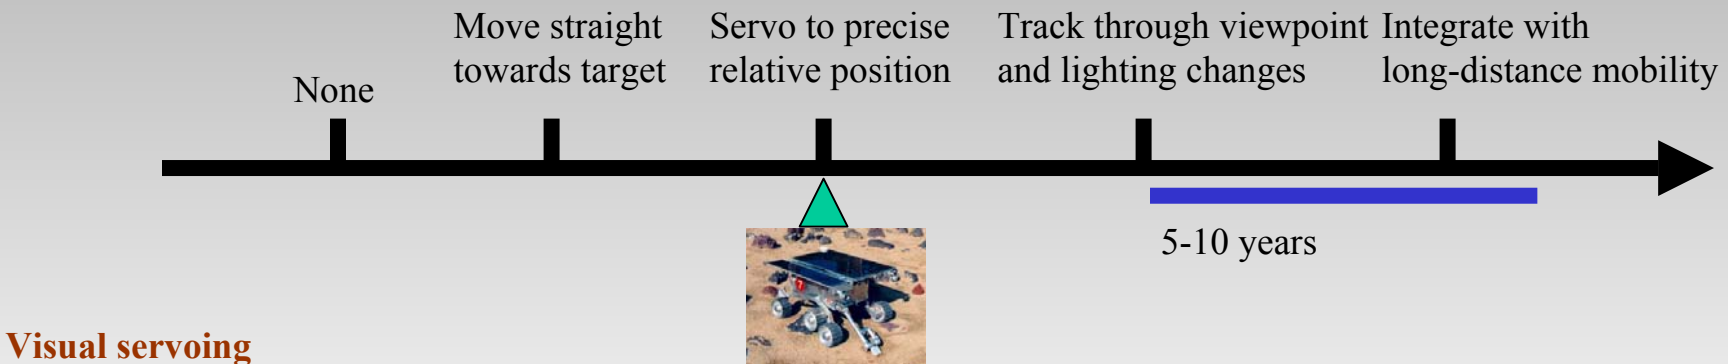 None
Move straight
towards target
Servo to precise
relative position
Track through viewpoint
and lighting changes
Integrate with
long-distance mobility
5-10 years
7
Visual servoing